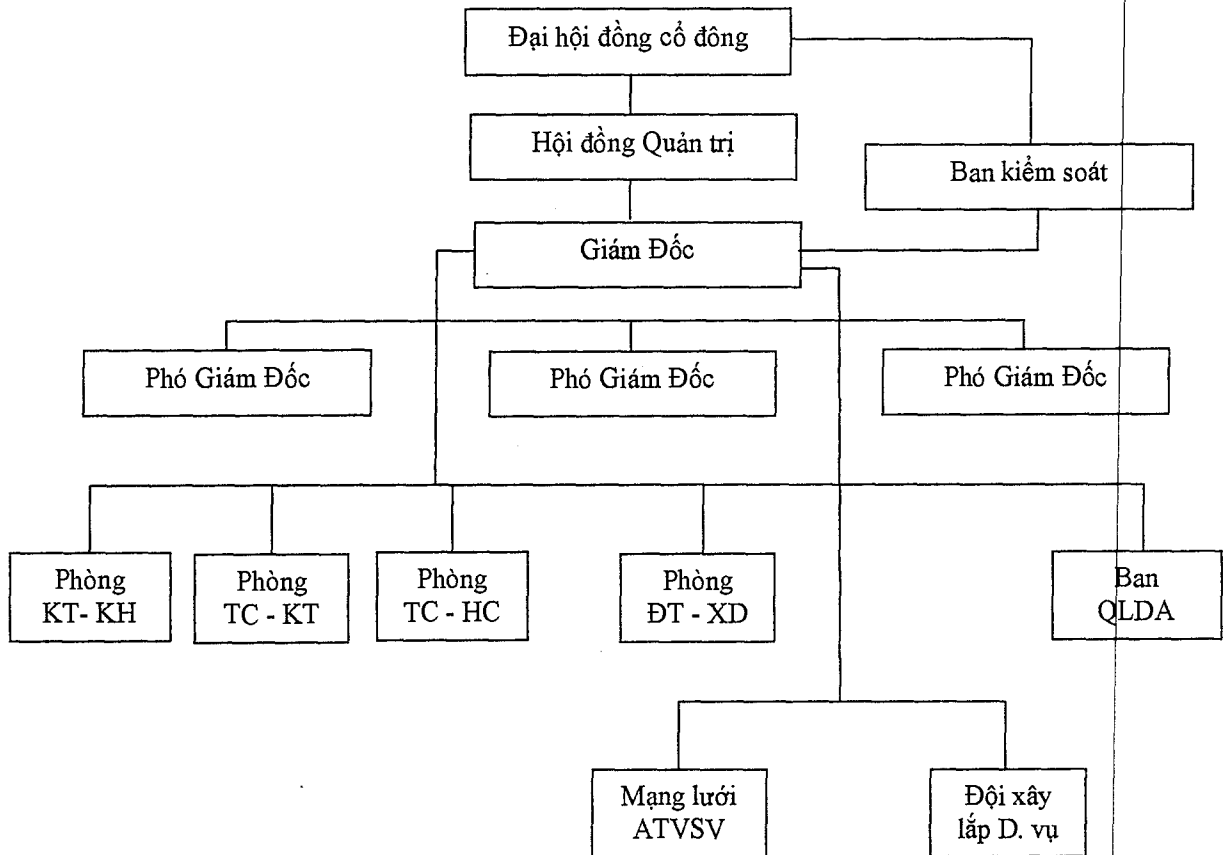 Đại hội đồng cổ đông
Hội đồng Quản trị
Ban kiểm soát
Giám Đốc
Phó Giám Đốc
Phó Giám Đốc
Phó Giám Đốc
Phòng
KT- KH
Phòng
TC - KT
Phòng
TC - HC
Phòng
ĐT - XD
Ban
QLDA
Mạng lưới
ATVSV
Đội xây
lắp D. vụ